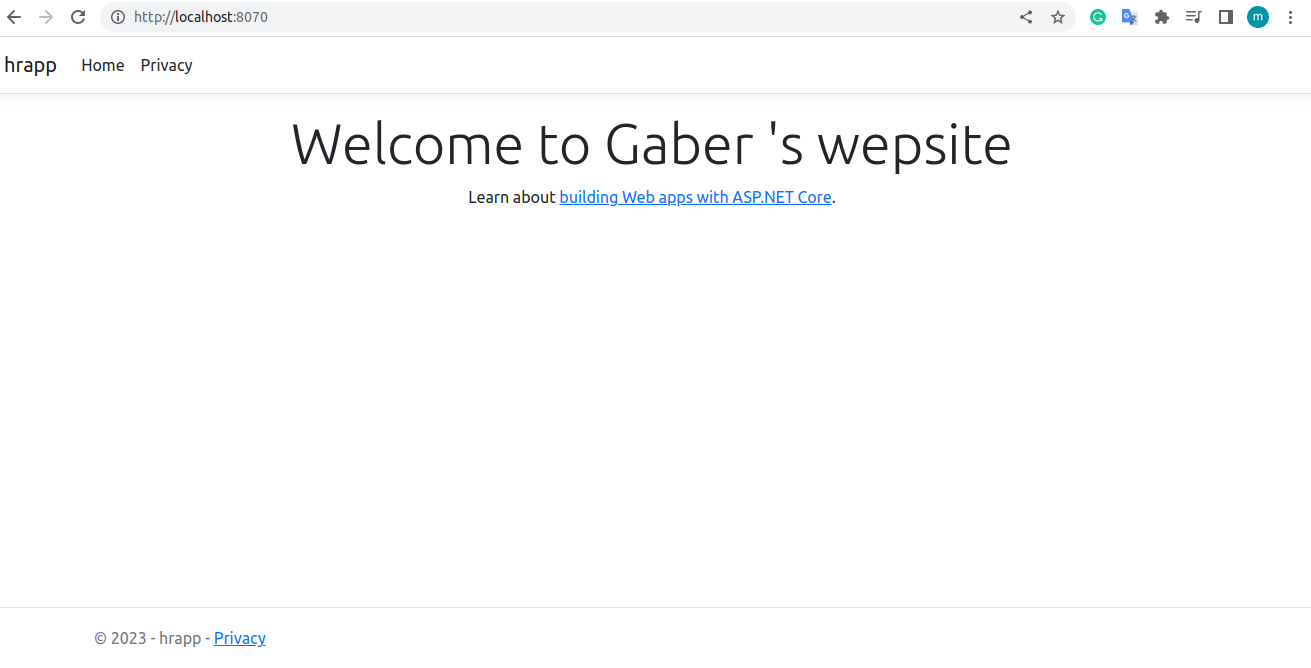 http://localhost:8070
m
hrapp Home Privacy
Welcome to Gaber 's wepsite
Learn about building Web apps with ASP.NET Core.
© 2023 - hrapp - Privacy